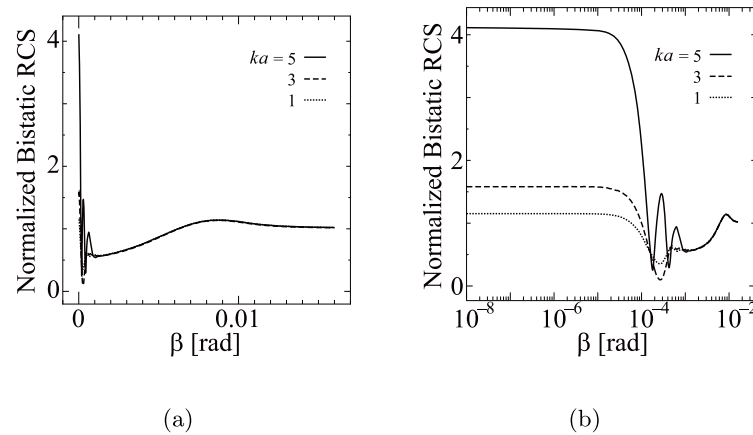 4
2
0
Normalized Bistatic RCS
ka = 5
3
1
0
0.01
β [rad]
(a)
4
2
0
Normalized Bistatic RCS
ka = 5
3
1
10⁻⁸
10⁻⁶
10⁻⁴
10⁻²
β [rad]
(b)